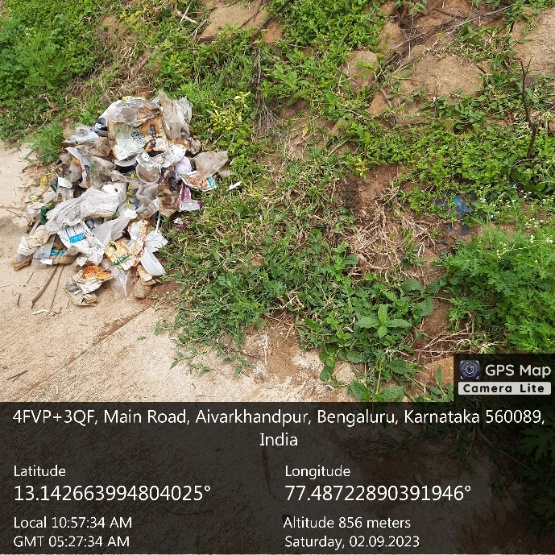 GPS Map
Camera Lite
4FVP+3QF, Main Road, Aivarkhandpur, Bengaluru, Karnataka 560089,
India
Latitude
Longitude
13.142663994804025°
77.48722890391946°
Local 10:57:34 AM
Altitude 856 meters
GMT 05:27:34 AM
Saturday, 02.09.2023